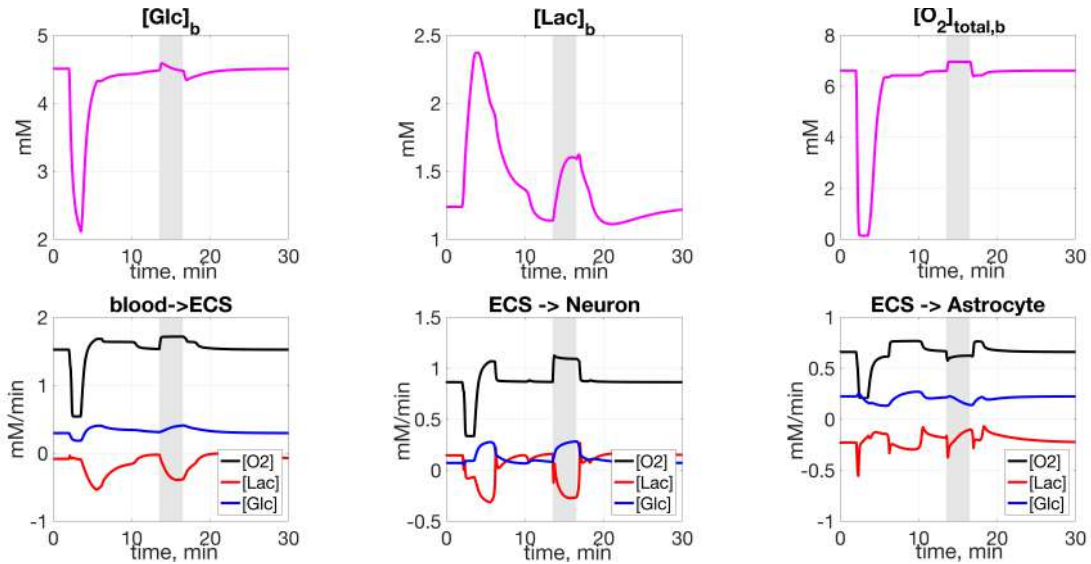 [Glc]b
[Lac]b
[O2]total,b
5
4
3
2
mM
0 10 20 30
time, min
2.5
2
1.5
1
mM
0 10 20 30
time, min
8
6
4
2
0
mM
0 10 20 30
time, min
blood->ECS
ECS -> Neuron
ECS -> Astrocyte
2
1
0
-1
mM/min
[O2]
[Lac]
[Glc]
0 10 20 30
time, min
1.5
1
0.5
0
-0.5
[O2]
[Lac]
[Glc]
0 10 20 30
time, min
1
0.5
0
-0.5
-1
[O2]
[Lac]
[Glc]
0 10 20 30
time, min